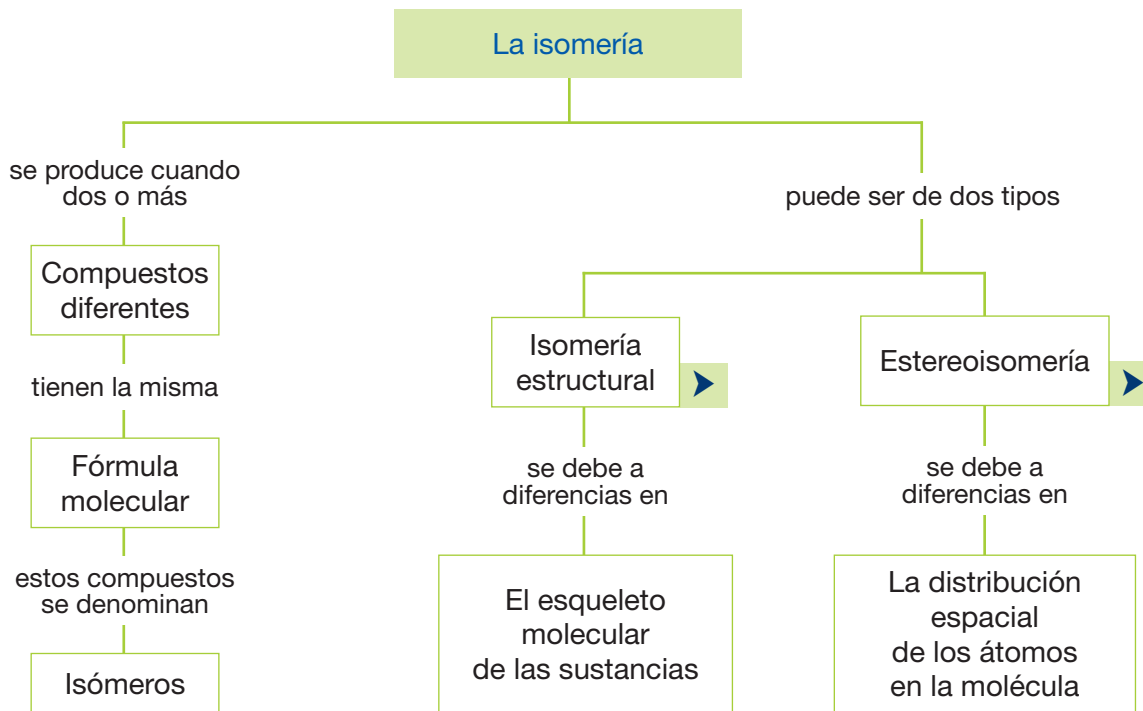 La isomería
se produce cuando
dos o más
Compuestos
diferentes
tienen la misma
Fórmula
molecular
estos compuestos
se denominan
Isómeros
puede ser de dos tipos
Isomería
estructural
se debe a
diferencias en
El esqueleto
molecular
de las sustancias
Estereoisomería
se debe a
diferencias en
La distribución
espacial
de los átomos
en la molécula